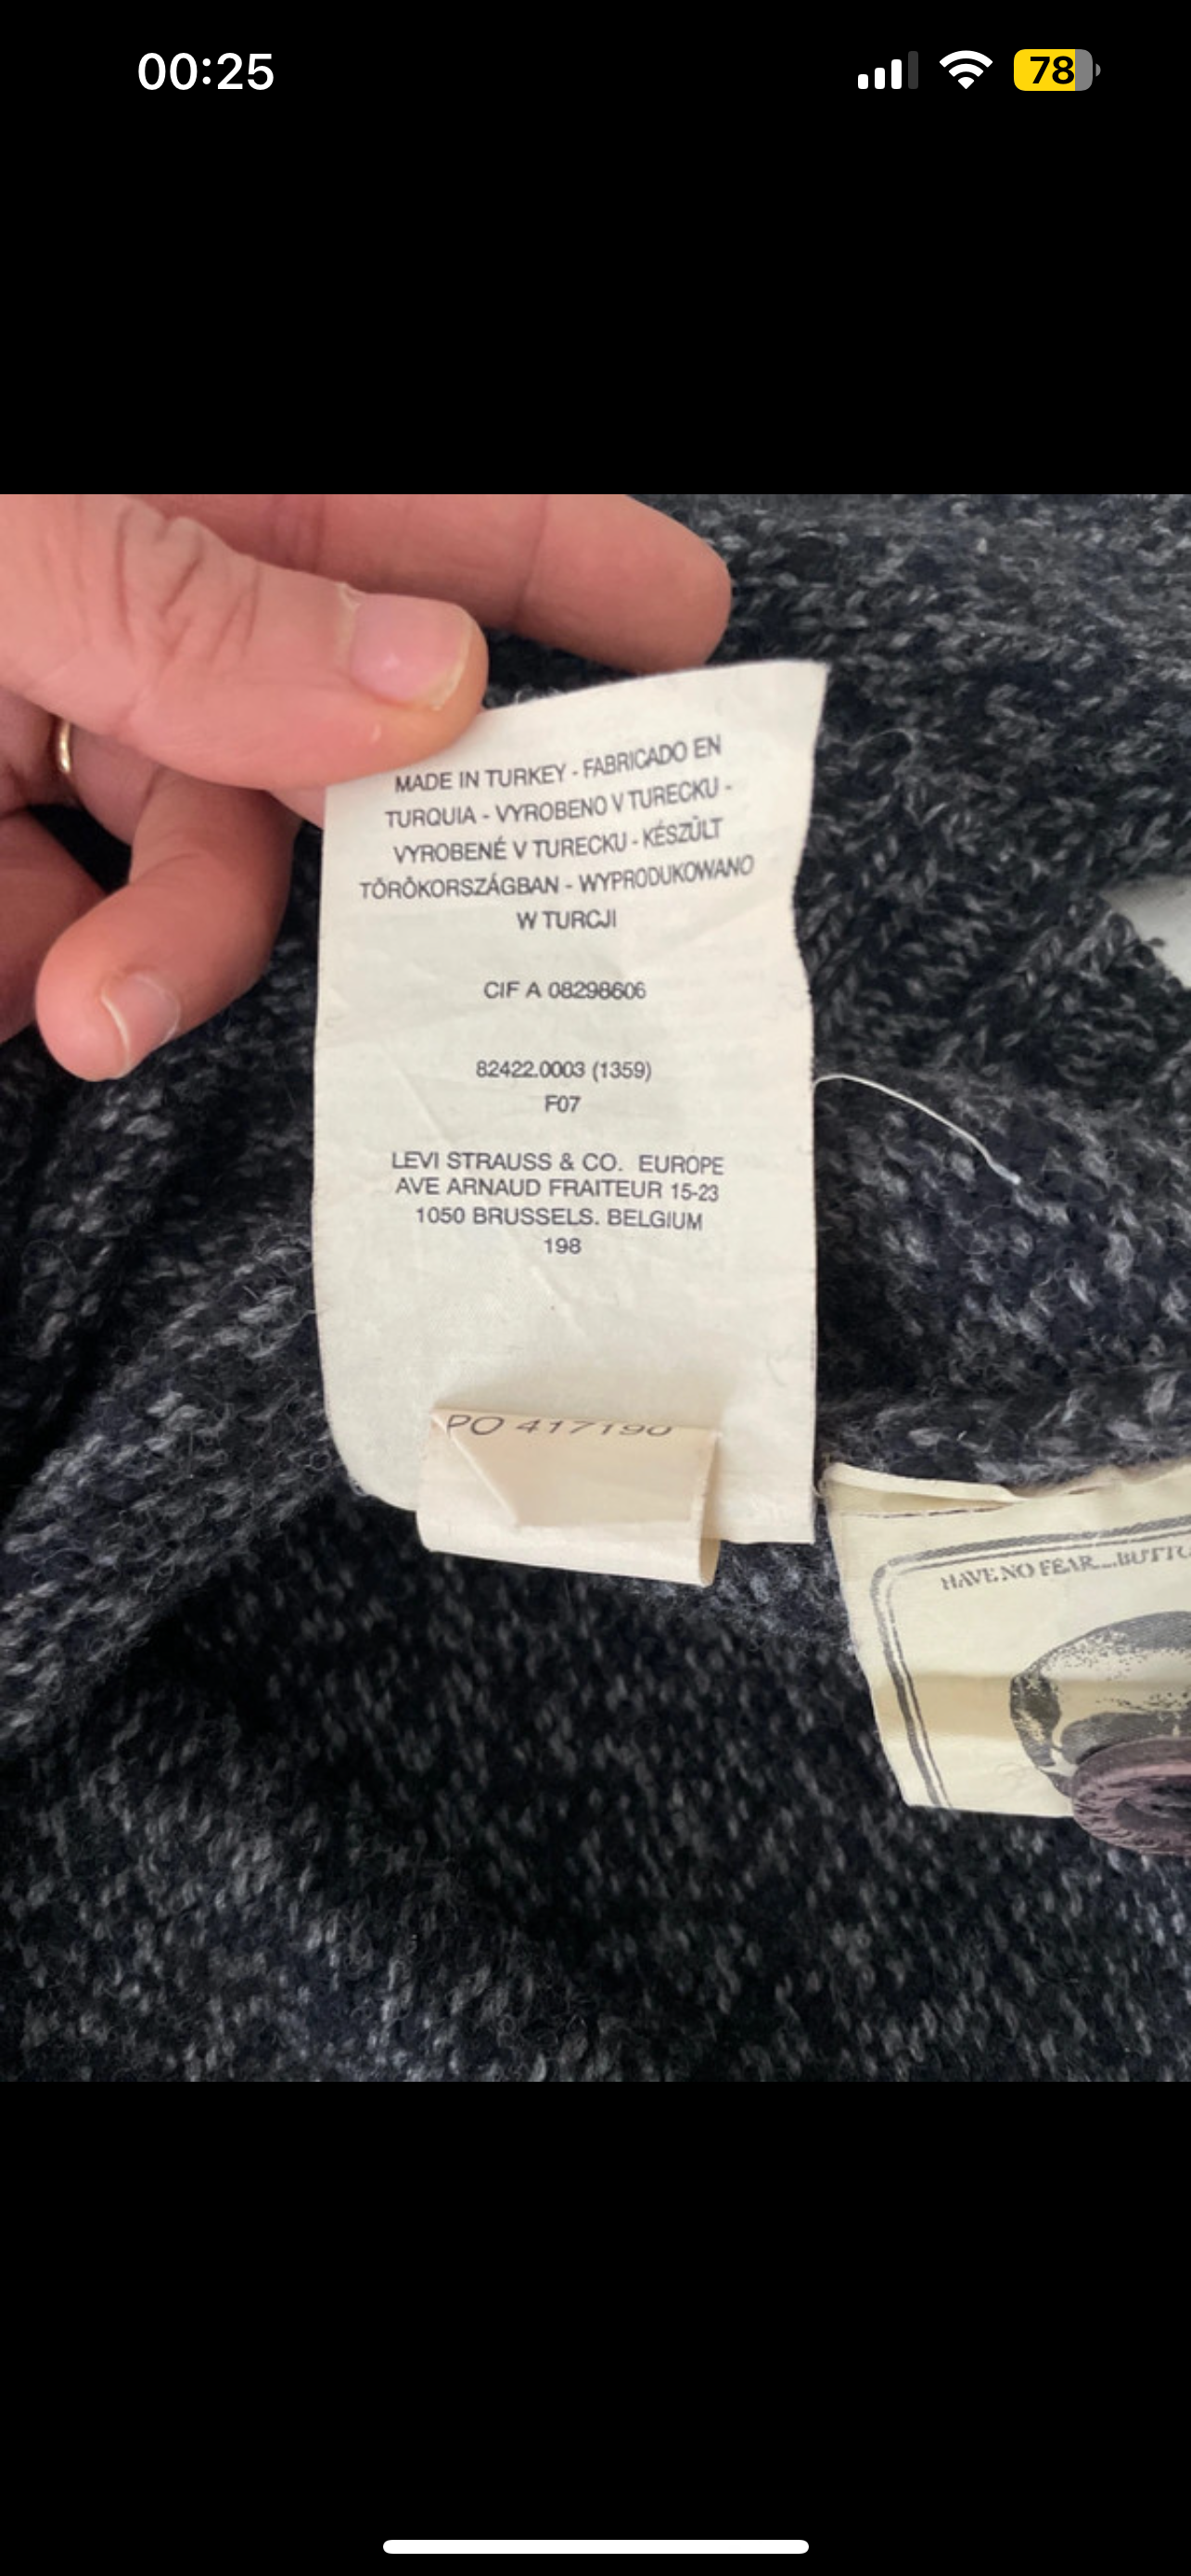 00:25
78
MADE IN TURKEY - FABRICADO EN
TURQUIA - VYROBENO V TURECKU -
VYROBENÉ V TURECKU - KÉSZÜLT
TÖRÖKORSZÁGBAN - WYPRODUKOWANO
W TURCJI
CIF A 08298606
82422.0003 (1359)
F07
LEVI STRAUSS & CO. EUROPE
AVE ARNAUD FRAITEUR 15-23
1050 BRUSSELS. BELGIUM
198
PO 417190
HAVE NO FEAR...